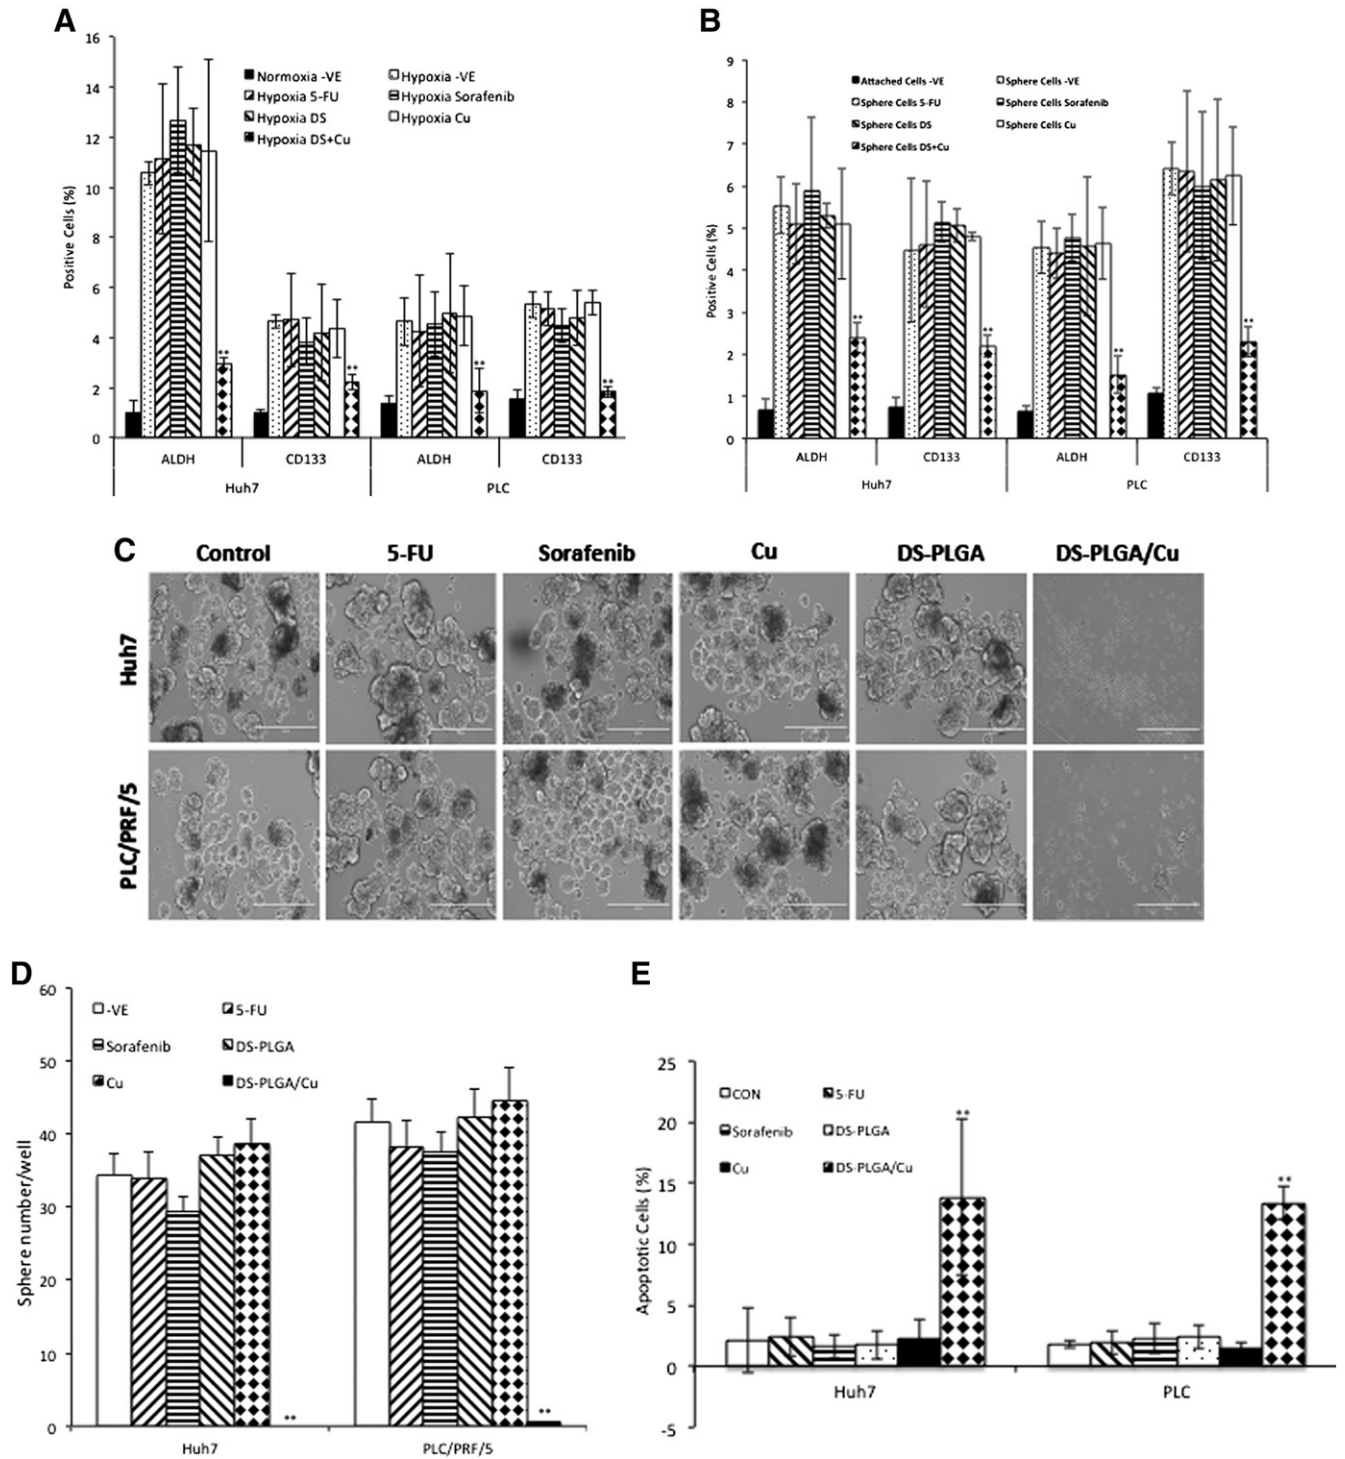 A
16
14
12
10
8
6
4
2
0
Positive Cells (%)
Normoxia -VE
Hypoxia -VE
Hypoxia 5-FU
Hypoxia Sorafenib
Hypoxia DS
Hypoxia Cu
Hypoxia DS+Cu
**
**
**
**
ALDH
CD133
ALDH
CD133
Huh7
PLC
B
9
8
7
6
5
4
3
2
1
0
Positive Cells (%)
Attached Cells -VE
Sphere Cells -VE
Sphere Cells 5-FU
Sphere Cells Sorafenib
Sphere Cells DS
Sphere Cells Cu
Sphere Cells DS+Cu
**
**
**
**
ALDH
CD133
ALDH
CD133
Huh7
PLC
C
Control
5-FU
Sorafenib
Cu
DS-PLGA
DS-PLGA/Cu
Huh7
PLC/PRF/5
D
60
50
40
30
20
10
0
Sphere number/well
-VE
5-FU
Sorafenib
DS-PLGA
Cu
DS-PLGA/Cu
**
**
Huh7
PLC/PRF/5
E
25
20
15
10
5
0
-5
Apoptotic Cells (%)
CON
5-FU
Sorafenib
DS-PLGA
Cu
DS-PLGA/Cu
**
**
Huh7
PLC